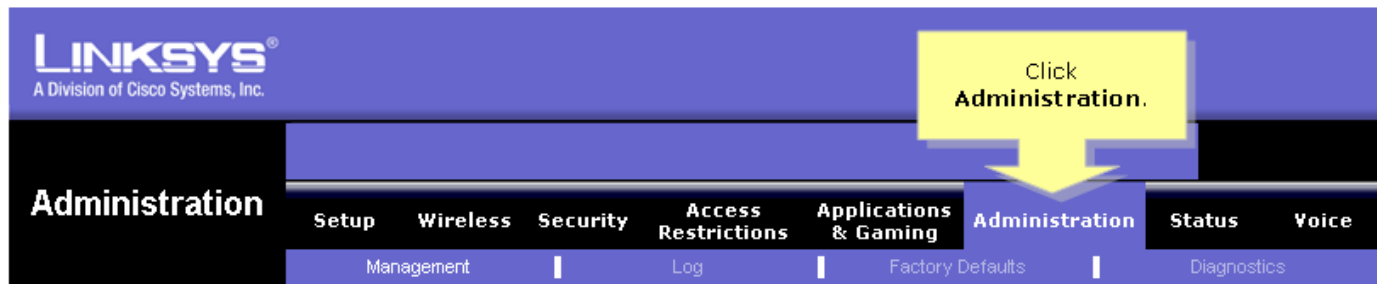 LINKSYS®
A Division of Cisco Systems, Inc.
Click
Administration.
Administration
Setup
Wireless
Security
Access
Restrictions
Applications
& Gaming
Administration
Status
Voice
Management
Log
Factory Defaults
Diagnostics